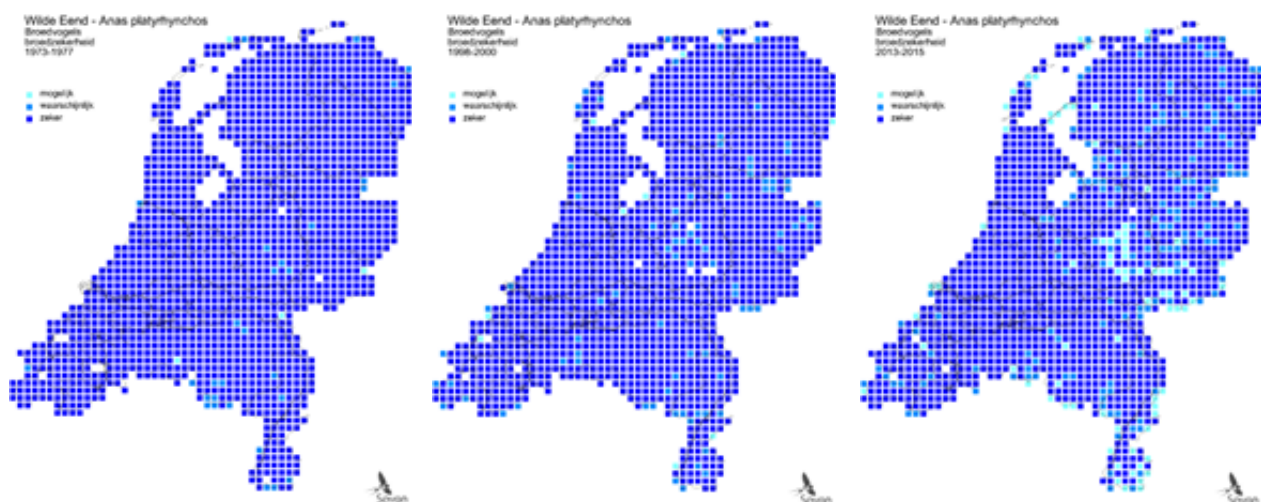 Wilde Eend - Anas platyrhynchos
Broedvogels
broedzekerheid
1973-1977
mogelijk
waarschijnlijk
zeker
Sovon
Wilde Eend - Anas platyrhynchos
Broedvogels
broedzekerheid
1998-2000
mogelijk
waarschijnlijk
zeker
Sovon
Wilde Eend - Anas platyrhynchos
Broedvogels
broedzekerheid
2013-2015
mogelijk
waarschijnlijk
zeker
Sovon